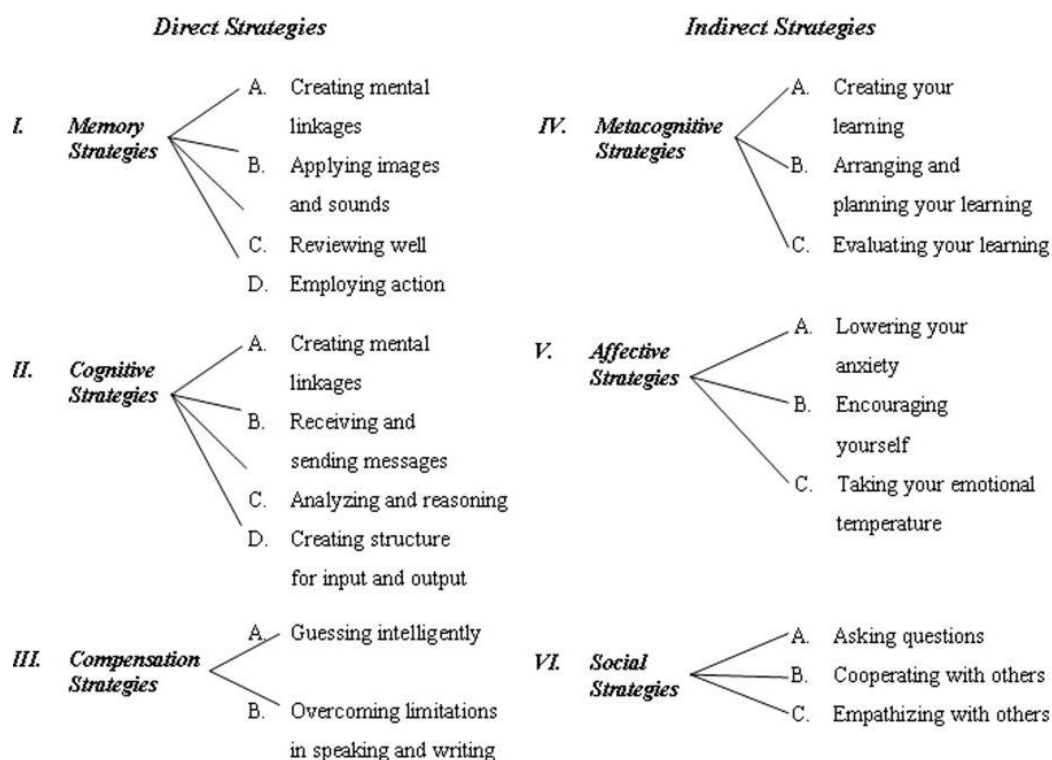 Direct Strategies
I. Memory
Strategies
A. Creating mental
linkages
B. Applying images
and sounds
C. Reviewing well
D. Employing action
II. Cognitive
Strategies
A. Creating mental
linkages
B. Receiving and
sending messages
C. Analyzing and reasoning
D. Creating structure
for input and output
III. Compensation
Strategies
A. Guessing intelligently
B. Overcoming limitations
in speaking and writing
Indirect Strategies
IV. Metacognitive
Strategies
A. Creating your
learning
B. Arranging and
planning your learning
C. Evaluating your learning
V. Affective
Strategies
A. Lowering your
anxiety
B. Encouraging
yourself
C. Taking your emotional
temperature
VI. Social
Strategies
A. Asking questions
B. Cooperating with others
C. Empathizing with others